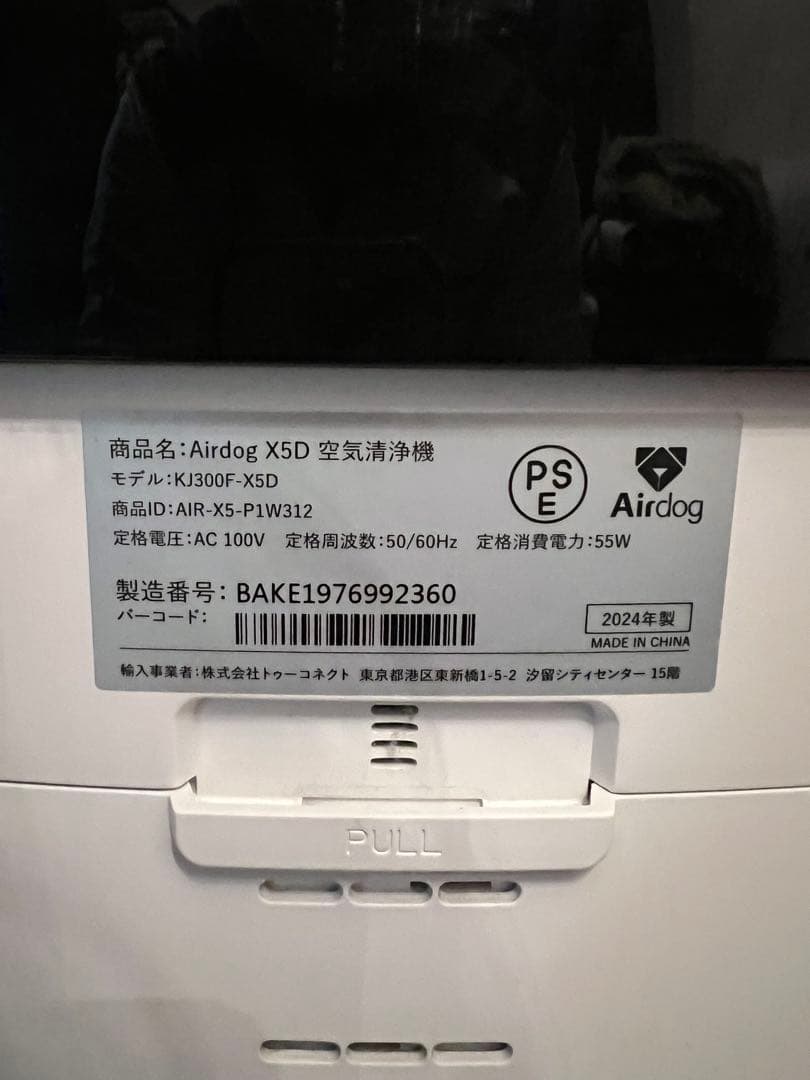 商品名:Airdog X5D 空気清浄機
モデル:KJ300F-X5D
商品ID:AIR-X5-P1W312
定格電圧:AC 100V 定格周波数:50/60Hz 定格消費電力:55W
PSE
Airdog
製造番号: BAKE1976992360
バーコード:
2024年製
MADE IN CHINA
輸入事業者:株式会社トゥーコネクト 東京都港区東新橋1-5-2 汐留シティセンター 15階
PULL